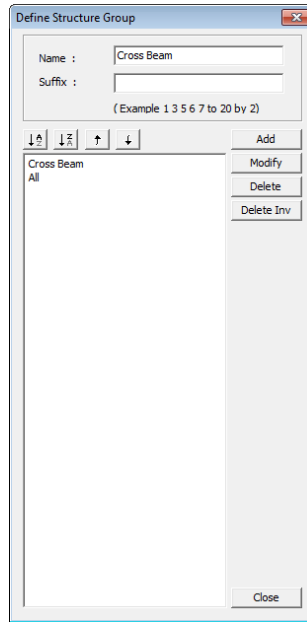 Define Structure Group
Name : Cross Beam
Suffix :
( Example 1 3 5 6 7 to 20 by 2)
Add
Cross Beam
All
Modify
Delete
Delete Inv
Close